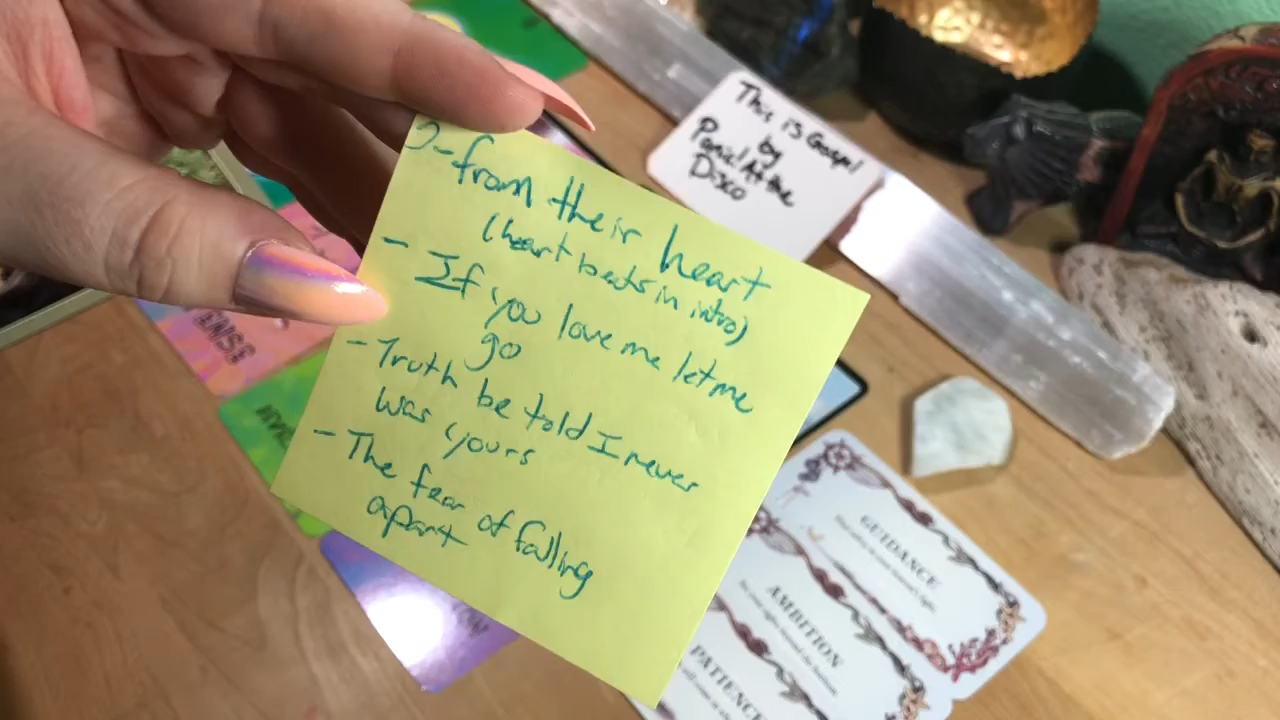 2-from their heart
(heart beats in intro)
- If you love me let me
go
- Truth be told I never
was yours
- The fear of falling
apart
This is Gospel
by
Panic! At the
Disco
GUIDANCE
AMBITION
PATIENCE